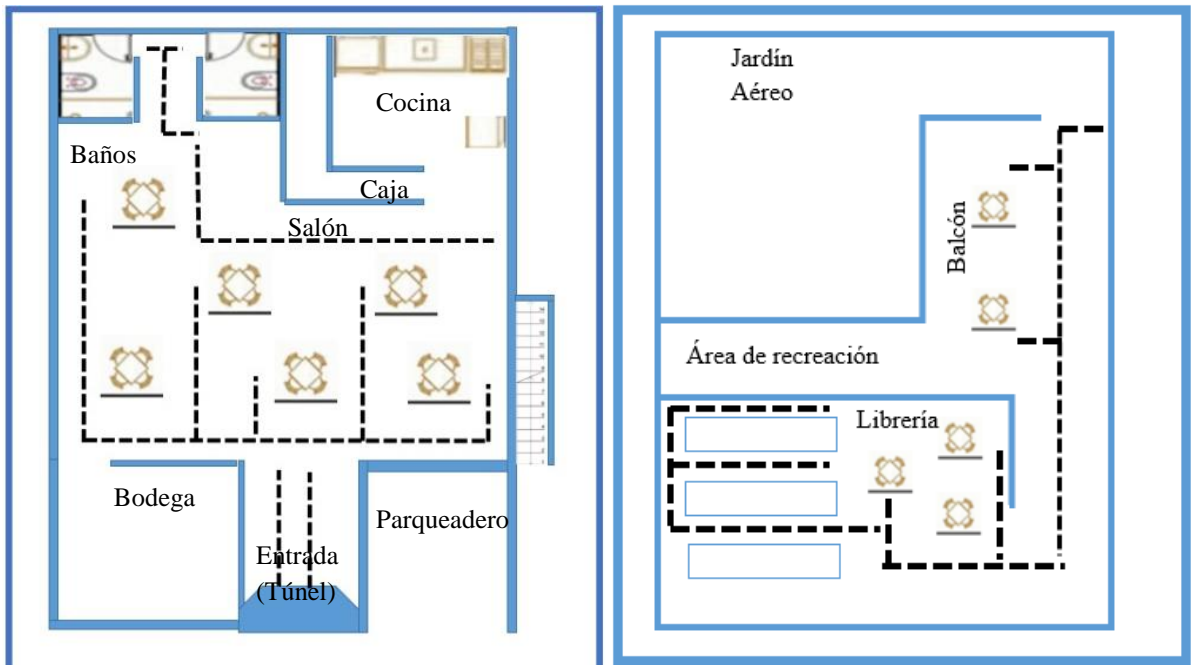 Cocina
Baños
Caja
Salón
Bodega
Parqueadero
Entrada
(Túnel)
Jardín
Aéreo
Balcón
Área de recreación
Librería